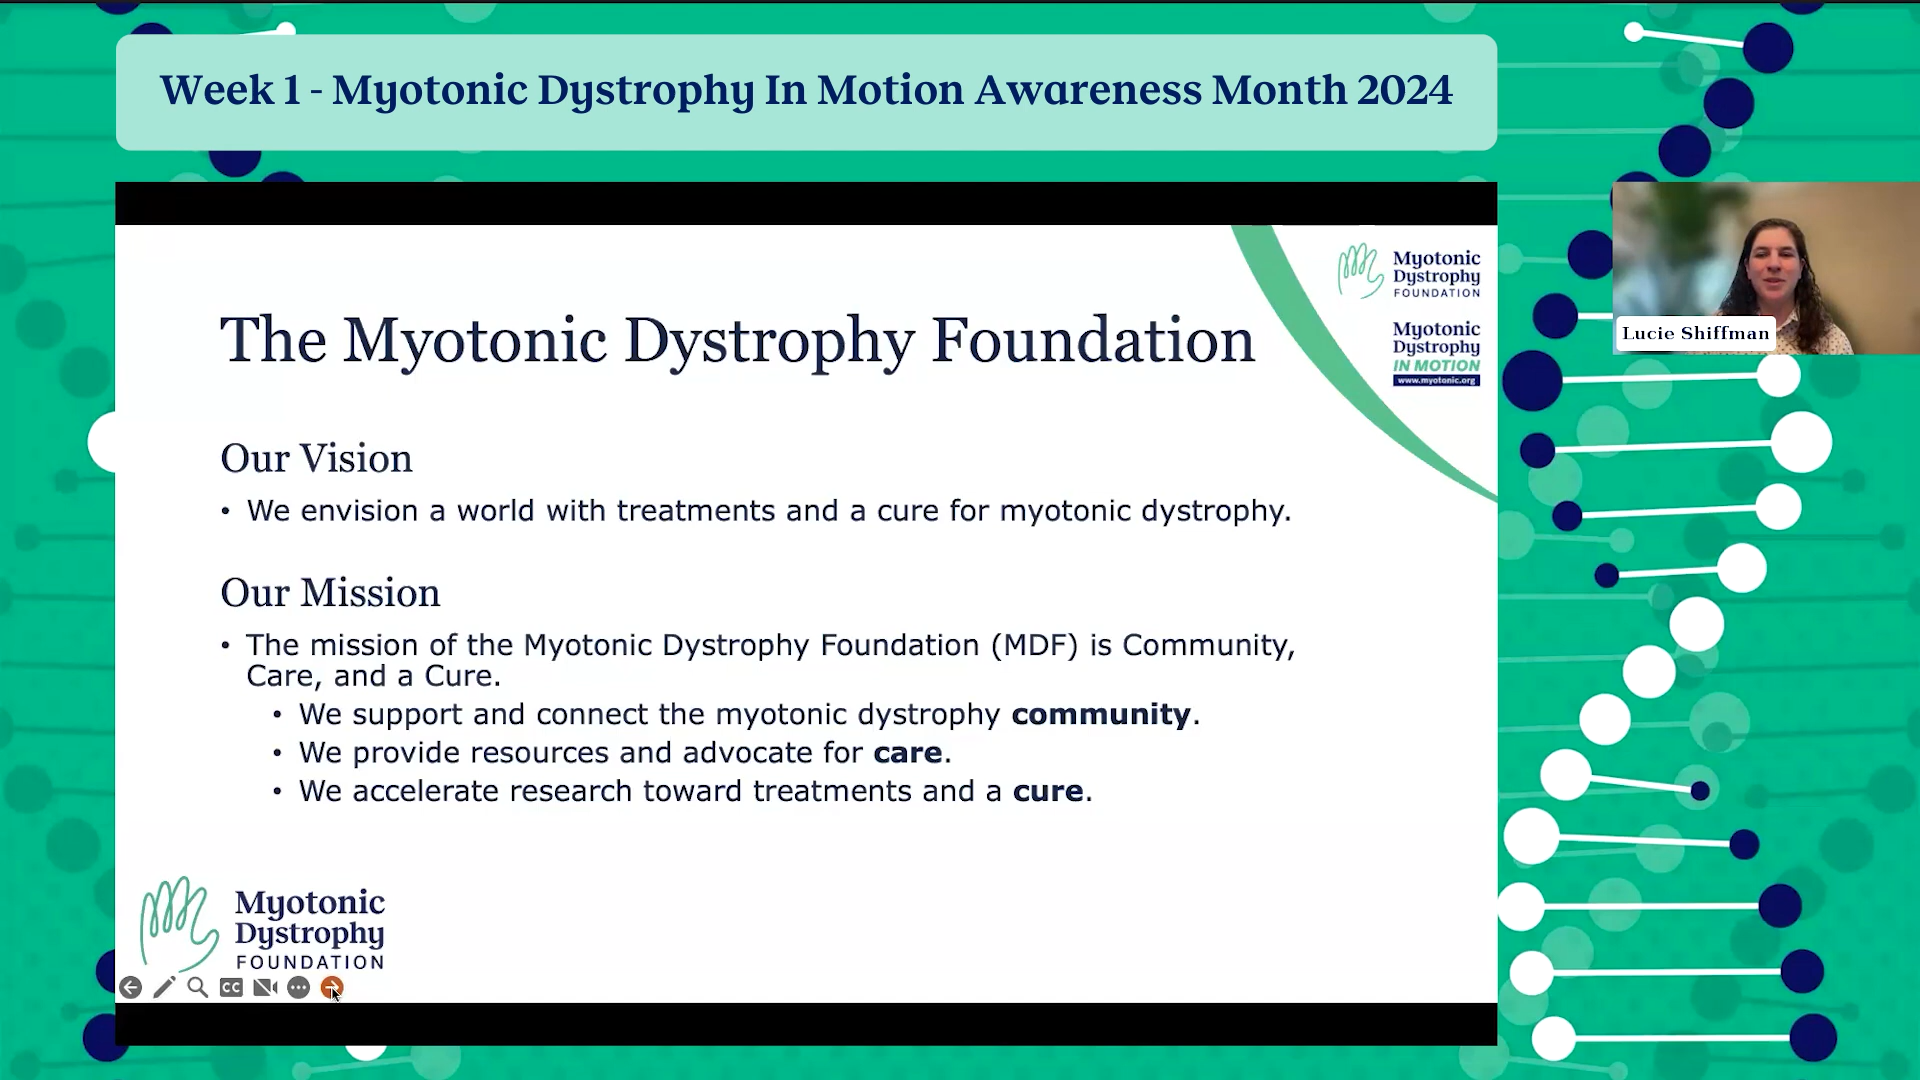 Week 1 - Myotonic Dystrophy In Motion Awareness Month 2024
Myotonic
Dystrophy
FOUNDATION
Myotonic
Dystrophy
IN MOTION
www.myotonic.org
Lucie Shiffman
The Myotonic Dystrophy Foundation
Our Vision
• We envision a world with treatments and a cure for myotonic dystrophy.
Our Mission
• The mission of the Myotonic Dystrophy Foundation (MDF) is Community,
Care, and a Cure.
• We support and connect the myotonic dystrophy community.
• We provide resources and advocate for care.
• We accelerate research toward treatments and a cure.
Myotonic
Dystrophy
FOUNDATION
CC